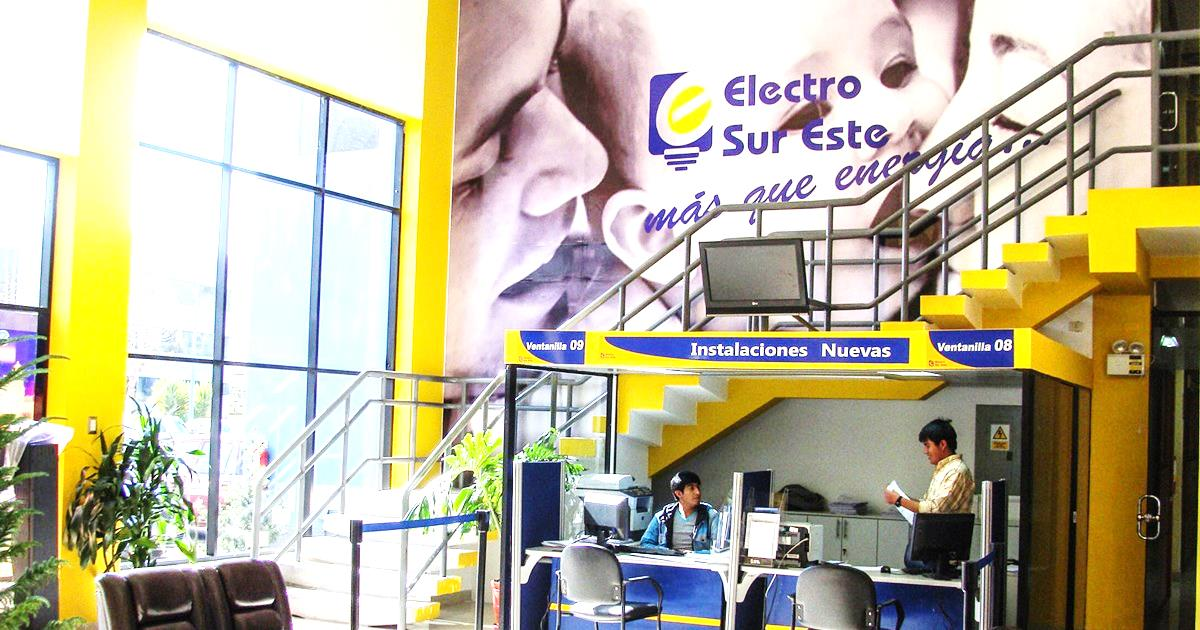 Electro
Sur Este
más que energía...
Ventanilla 09
Instalaciones Nuevas
Ventanilla 08